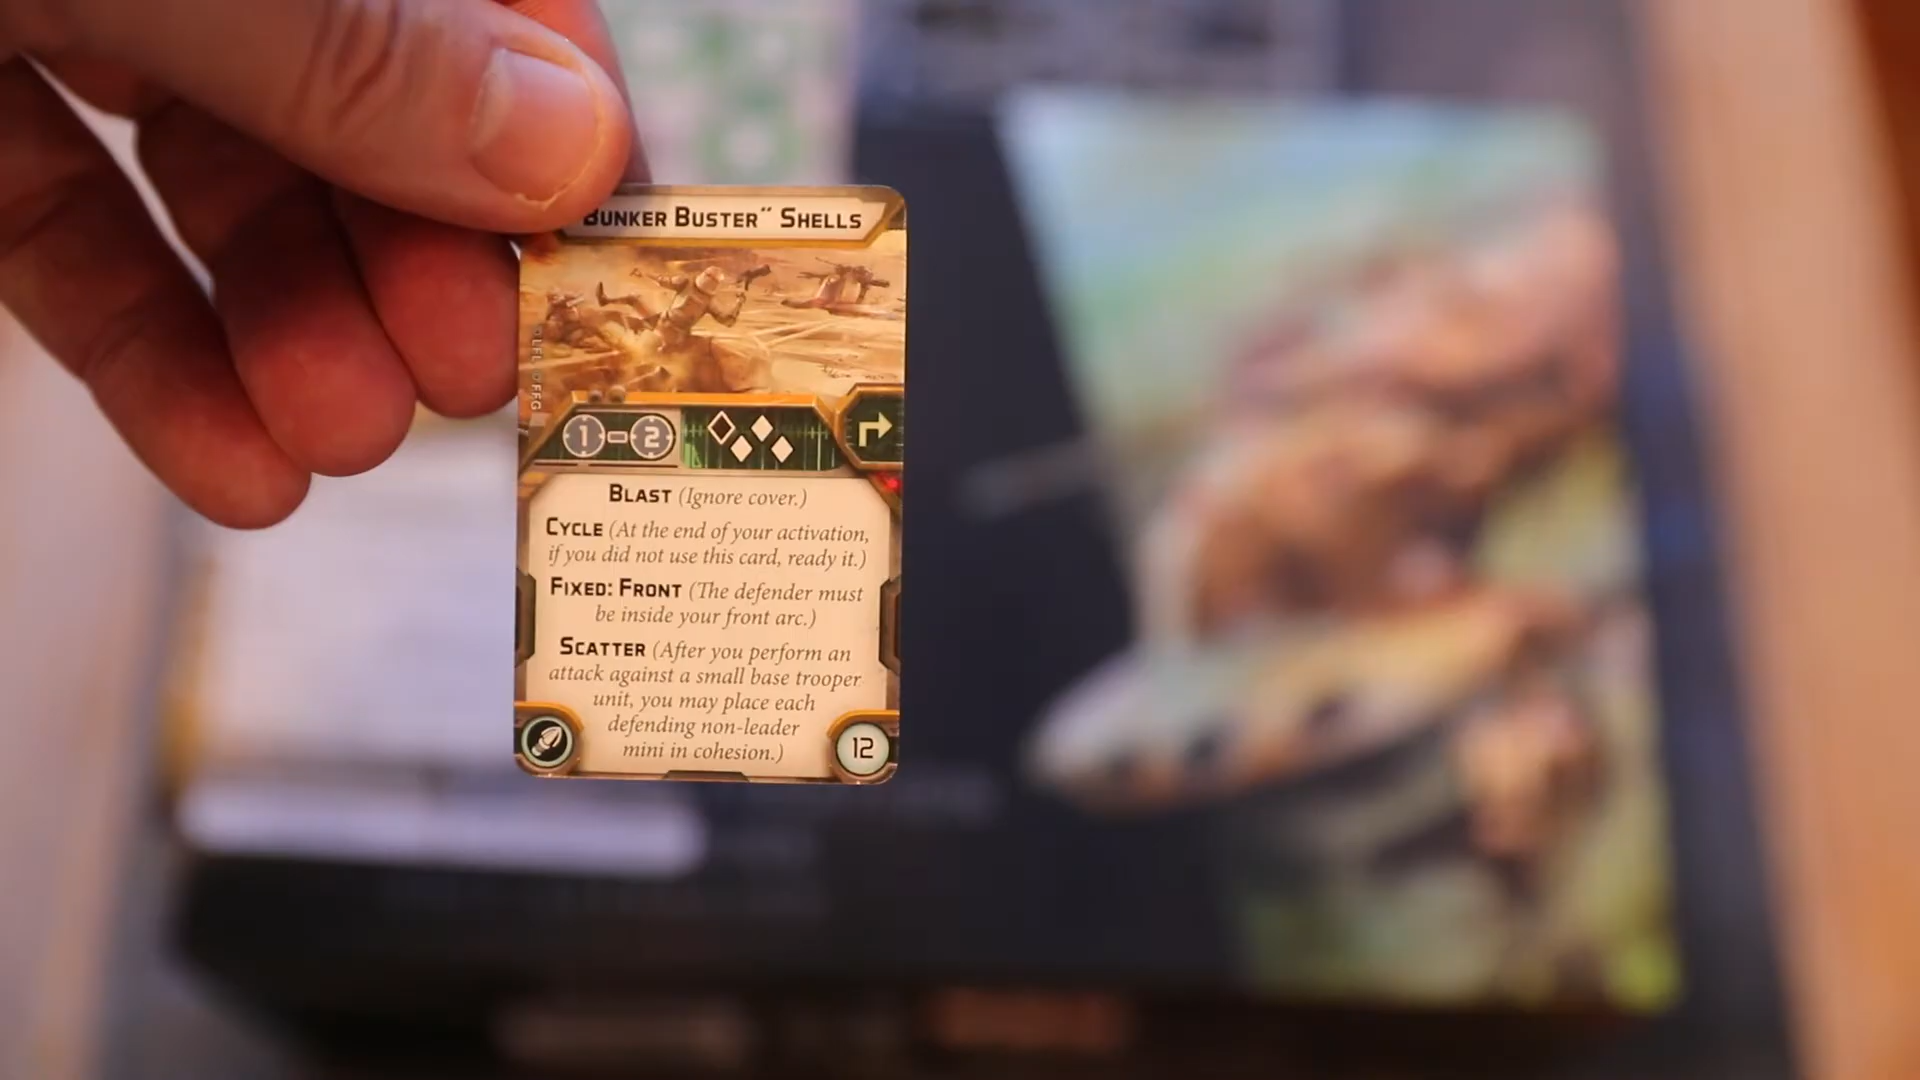 Bunker Buster" Shells
© LFL © FFG
1 - 2
Blast (Ignore cover.)
Cycle (At the end of your activation,
if you did not use this card, ready it.)
Fixed: Front (The defender must
be inside your front arc.)
Scatter (After you perform an
attack against a small base trooper
unit, you may place each
defending non-leader
mini in cohesion.)
12